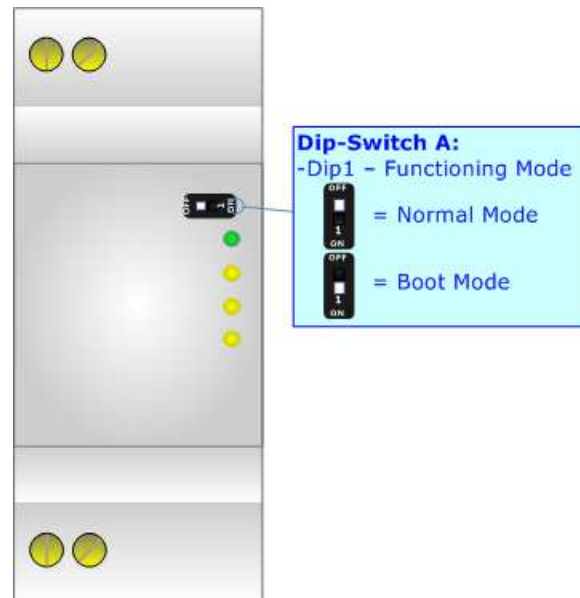 Dip-Switch A:
-Dip1 – Functioning Mode
OFF
= Normal Mode
1
ON
OFF
= Boot Mode
1
ON
OFF 1 ON